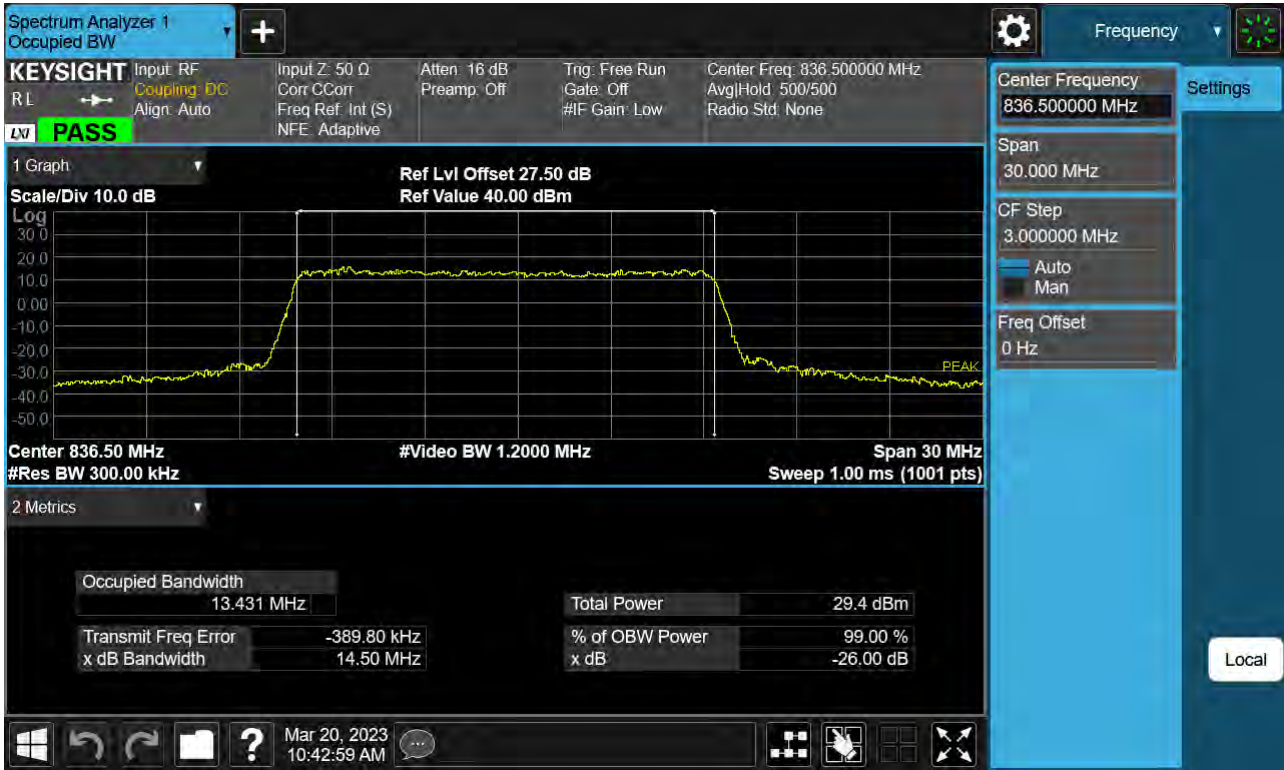 Spectrum Analyzer 1
Occupied BW
+
Frequency
KEYSIGHT
R L
LXI
PASS
Input: RF
Coupling: DC
Align: Auto
Input Z: 50 Ω
Corr CCorr
Freq Ref: Int (S)
NFE: Adaptive
Atten: 16 dB
Preamp: Off
Trig: Free Run
Gate: Off
#IF Gain: Low
Center Freq: 836.500000 MHz
Avg|Hold: 500/500
Radio Std: None
1 Graph
Scale/Div 10.0 dB
Ref Lvl Offset 27.50 dB
Ref Value 40.00 dBm
Log
30.0
20.0
10.0
0.00
-10.0
-20.0
-30.0
-40.0
-50.0
PEAK
Center 836.50 MHz
#Video BW 1.2000 MHz
Span 30 MHz
#Res BW 300.00 kHz
Sweep 1.00 ms (1001 pts)
2 Metrics
Occupied Bandwidth
13.431 MHz
Total Power 29.4 dBm
Transmit Freq Error -389.80 kHz
% of OBW Power 99.00 %
x dB Bandwidth 14.50 MHz
x dB -26.00 dB
Center Frequency
836.500000 MHz
Settings
Span
30.000 MHz
CF Step
3.000000 MHz
Auto
Man
Freq Offset
0 Hz
Local
?
Mar 20, 2023
10:42:59 AM